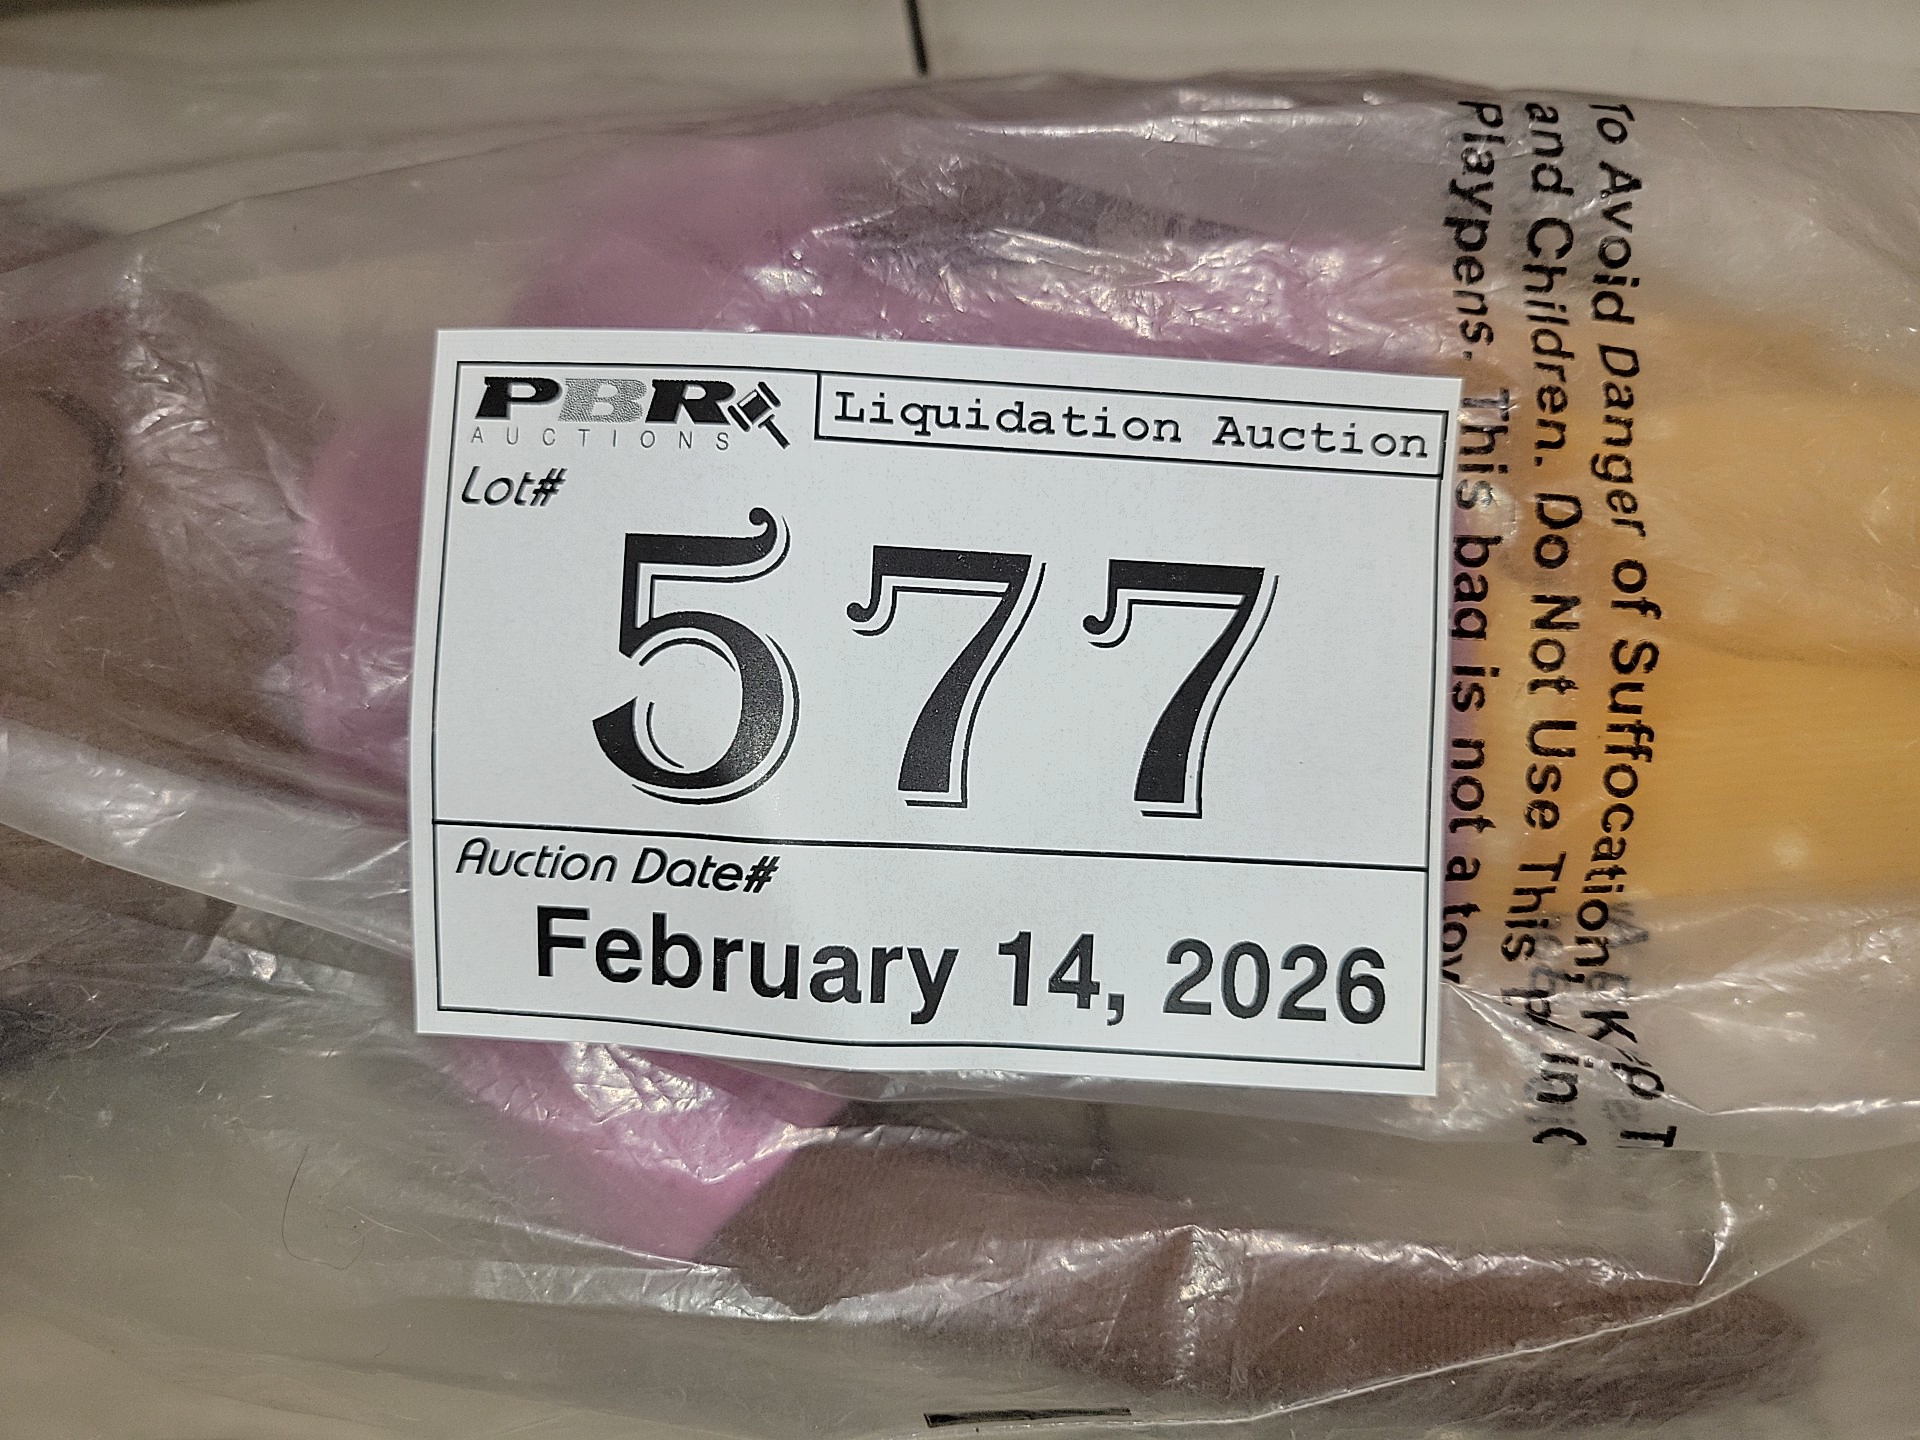 PBR
AUCTIONS
Liquidation Auction
Lot#
577
Auction Date#
February 14, 2026
To Avoid Danger of Suffocation,
and Children. Do Not Use This
Playpens. This bag is not a toy